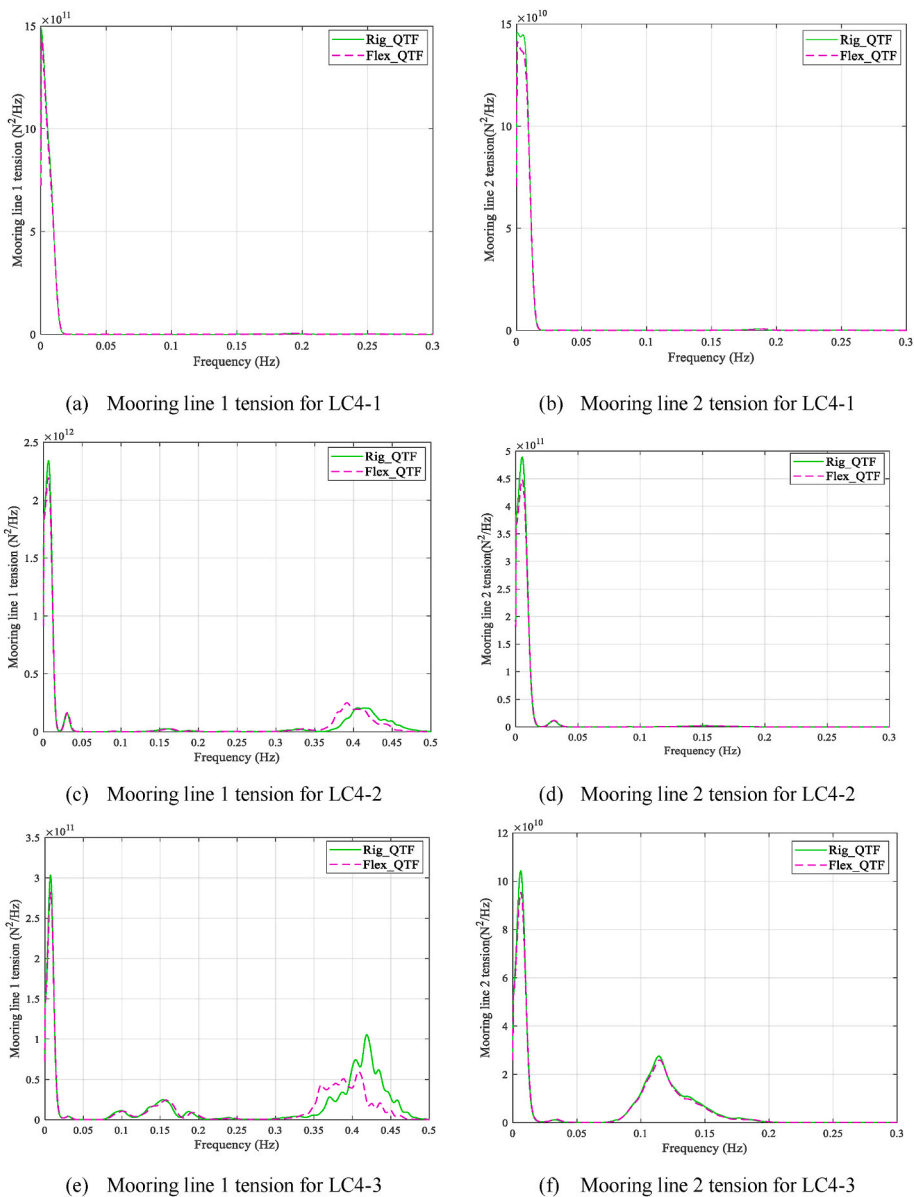 ×10^11
15
10
5
0
Mooring line 1 tension (N^2/Hz)
Rig_QTF
Flex_QTF
0 0.05 0.1 0.15 0.2 0.25 0.3
Frequency (Hz)
(a) Mooring line 1 tension for LC4-1
×10^10
15
10
5
0
Mooring line 2 tension(N^2/Hz)
Rig_QTF
Flex_QTF
0 0.05 0.1 0.15 0.2 0.25 0.3
Frequency (Hz)
(b) Mooring line 2 tension for LC4-1
×10^12
2.5
2
1.5
1
0.5
0
Mooring line 1 tension (N^2/Hz)
Rig_QTF
Flex_QTF
0 0.05 0.1 0.15 0.2 0.25 0.3 0.35 0.4 0.45 0.5
Frequency (Hz)
(c) Mooring line 1 tension for LC4-2
×10^11
5
4
4
3
3
2
2
1
1
0
Mooring line 2 tension(N^2/Hz)
Rig_QTF
Flex_QTF
0 0.05 0.1 0.15 0.2 0.25 0.3
Frequency (Hz)
(d) Mooring line 2 tension for LC4-2
×10^11
3.5
3
2.5
2
1.5
1
0.5
0
Mooring line 1 tension (N^2/Hz)
Rig_QTF
Flex_QTF
0 0.05 0.1 0.15 0.2 0.25 0.3 0.35 0.4 0.45 0.5
Frequency (Hz)
(e) Mooring line 1 tension for LC4-3
×10^10
12
10
8
6
4
2
0
Mooring line 2 tension(N^2/Hz)
Rig_QTF
Flex_QTF
0 0.05 0.1 0.15 0.2 0.25 0.3
Frequency (Hz)
(f) Mooring line 2 tension for LC4-3